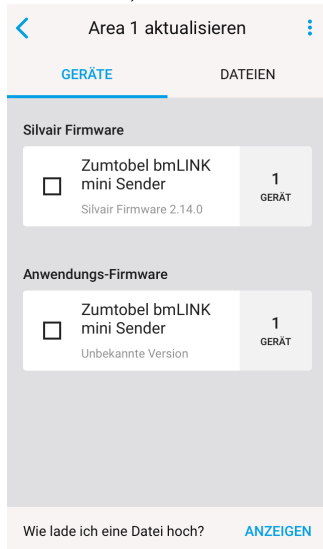 Area 1 aktualisieren
GERÄTE
DATEIEN
Silvair Firmware
Zumtobel bmLINK
mini Sender
Silvair Firmware 2.14.0
1
GERÄT
Anwendungs-Firmware
Zumtobel bmLINK
mini Sender
Unbekannte Version
1
GERÄT
Wie lade ich eine Datei hoch?
ANZEIGEN